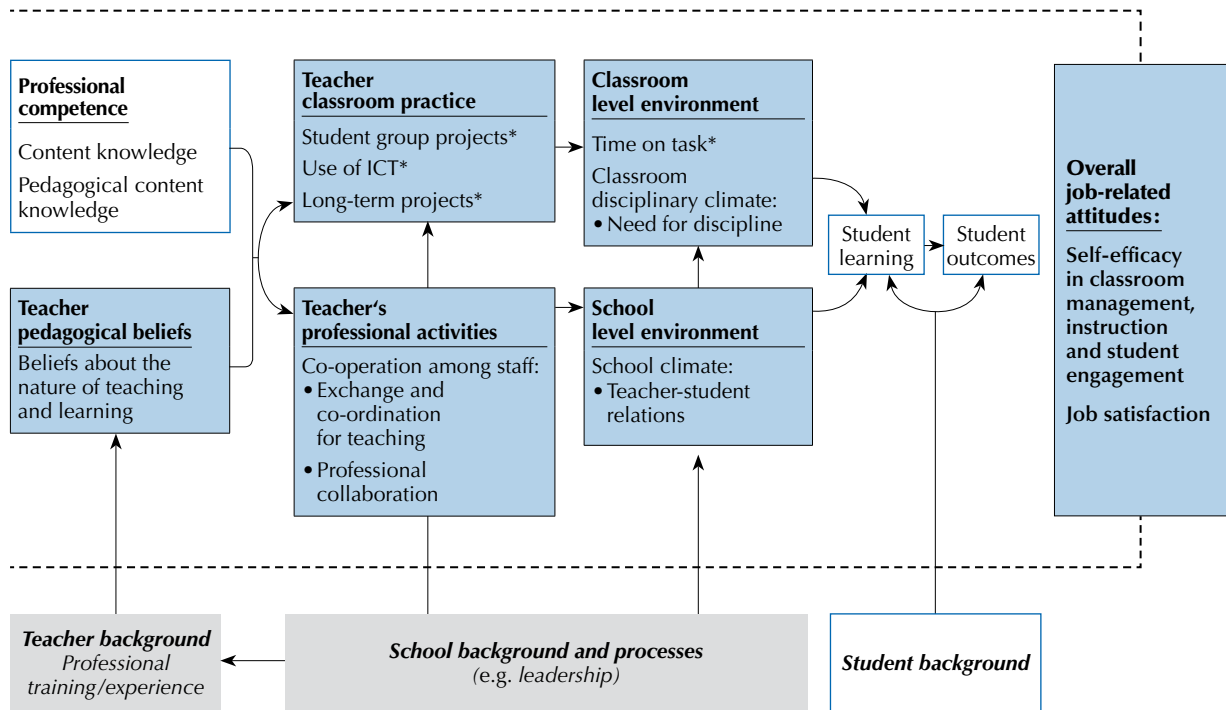 Professional
competence
Content knowledge
Pedagogical content
knowledge
Teacher
pedagogical beliefs
Beliefs about the
nature of teaching
and learning
Teacher
classroom practice
Student group projects*
Use of ICT*
Long-term projects*
Teacher‘s
professional activities
Co-operation among staff:
• Exchange and
co-ordination
for teaching
• Professional
collaboration
Classroom
level environment
Time on task*
Classroom
disciplinary climate:
• Need for discipline
School
level environment
School climate:
• Teacher-student
relations
Student
learning
Student
outcomes
Overall
job-related
attitudes:
Self-efficacy
in classroom
management,
instruction
and student
engagement
Job satisfaction
Teacher background
Professional
training/experience
School background and processes
(e.g. leadership)
Student background